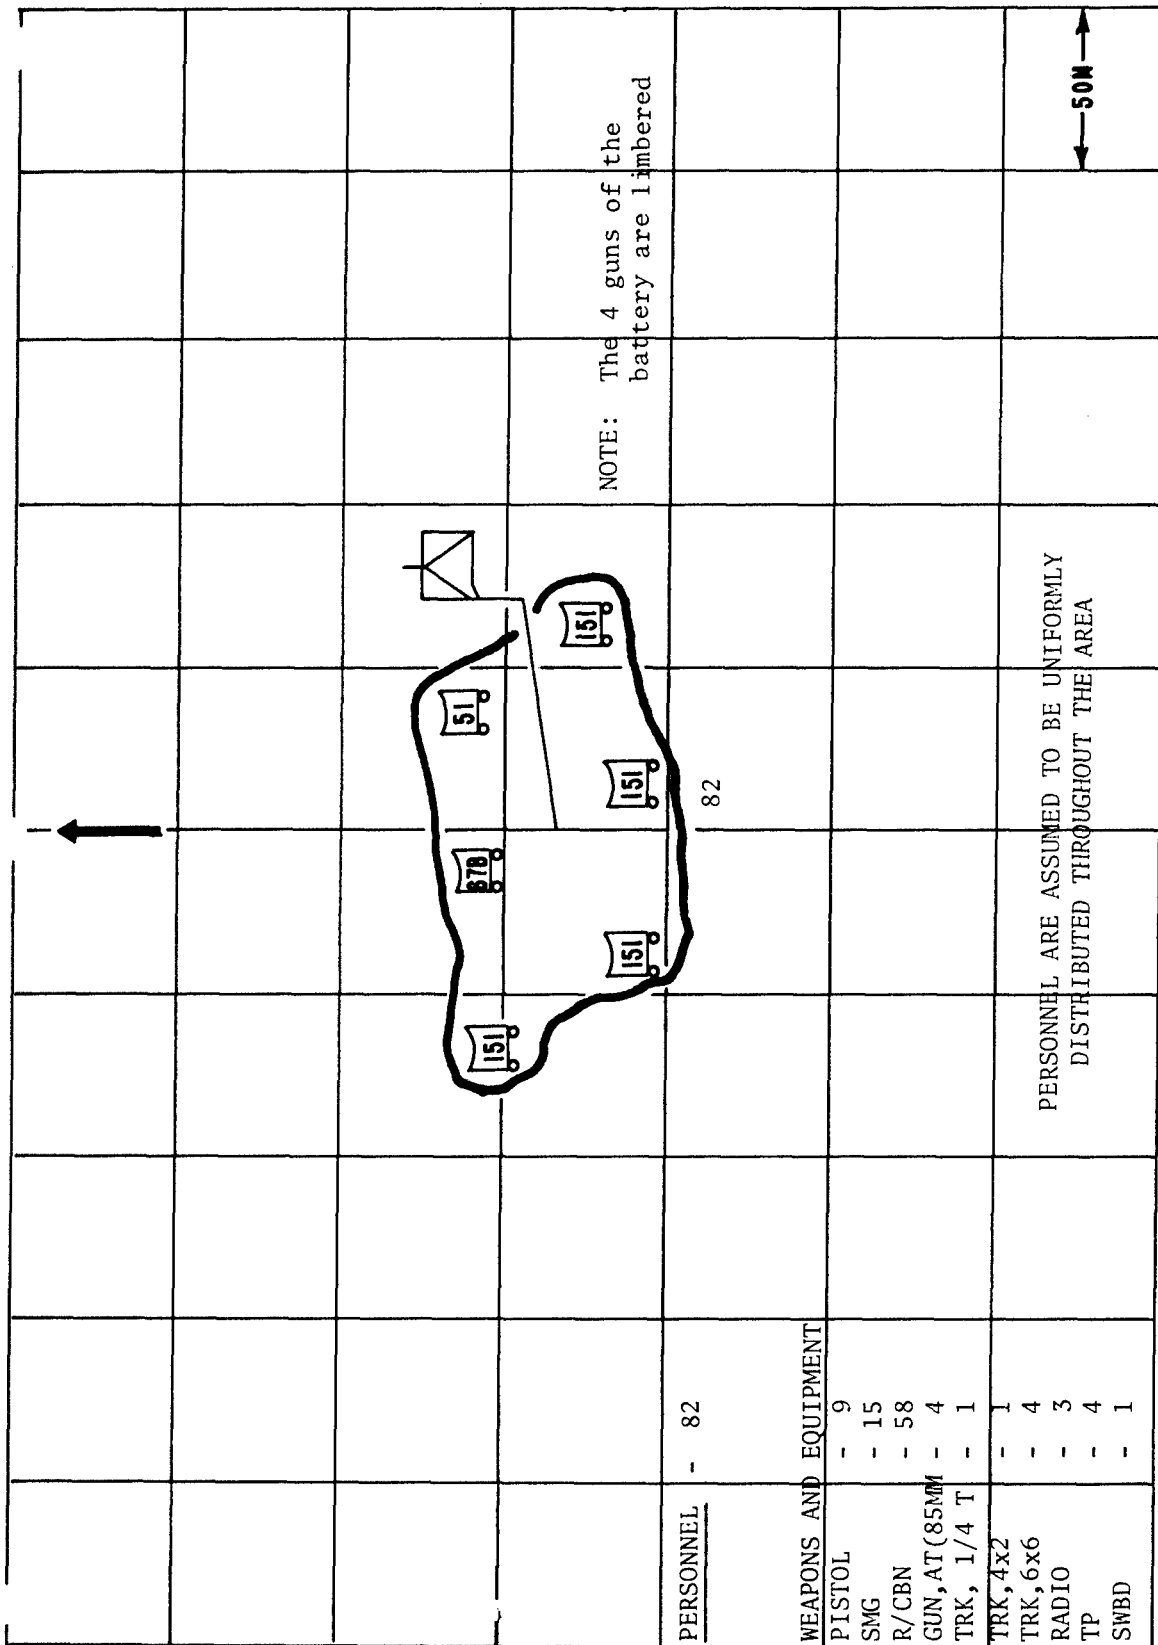 50M
NOTE: The 4 guns of the
battery are limbered
151
67B
51
151
151
151
82
PERSONNEL ARE ASSUMED TO BE UNIFORMLY
DISTRIBUTED THROUGHOUT THE AREA
PERSONNEL - 82
WEAPONS AND EQUIPMENT
PISTOL - 9
SMG - 15
R/CBN - 58
GUN,AT(85MM - 4
TRK, 1/4 T - 1
TRK,4x2 - 1
TRK,6x6 - 4
RADIO - 3
TP - 4
SWBD - 1